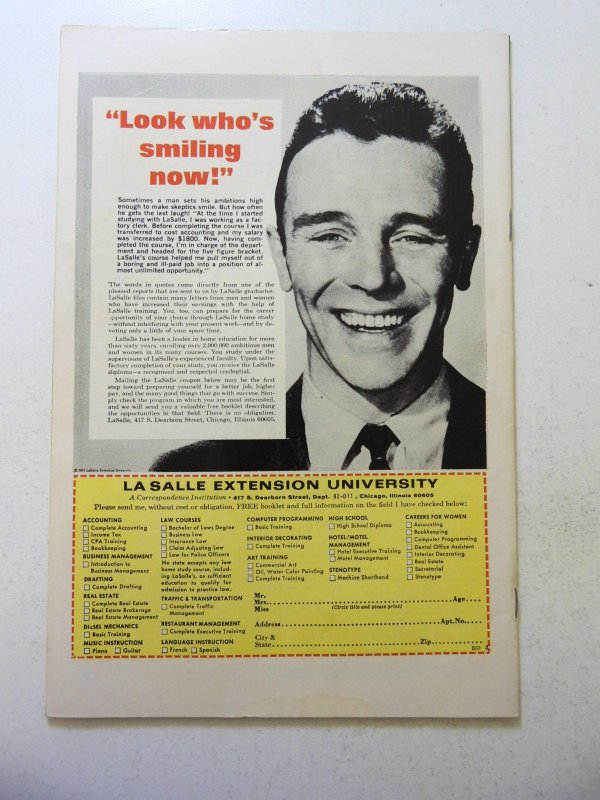 “Look who's
smiling
now!”
Sometimes a man sets his ambitions high
enough to make skeptics smile. But how often
he gets the last laugh! “At the time I started
studying with LaSalle, I was working as a fac-
tory clerk. Before completing the course I was
transferred to cost accounting and my salary
was increased by $1800. Now, having com-
pleted the course, I'm in charge of the depart-
ment and headed for the five figure bracket.
LaSalle's course helped me pull myself out of
a boring and ill-paid job into a position of al-
most unlimited opportunity.”
The words in quotes come directly from one of the
pleased reports that are sent to us by LaSalle graduates.
LaSalle files contain many letters from men and women
who have increased their earnings with the help of
LaSalle training. You, too, can prepare for the career
opportunity of your choice through LaSalle home study
—without interfering with your present work—and by de-
voting only a little of your spare time.
LaSalle has been a leader in home education for more
than sixty years, enrolling over 2,000,000 ambitious men
and women in its many courses. You study under the
supervision of LaSalle's experienced faculty. Upon satis-
factory completion of your study, you receive the LaSalle
diploma—a recognized and respected credential.
Mailing the LaSalle coupon below may be the first
step toward preparing yourself for a better job, higher
pay, and the many good things that go with success. Sim-
ply check the program in which you are most interested,
and we will send you a valuable free booklet describing
the opportunities in that field. There is no obligation.
LaSalle, 417 S. Dearborn Street, Chicago, Illinois 60605.
LaSalle Extension University
LA SALLE EXTENSION UNIVERSITY
A Correspondence Institution • 417 S. Dearborn Street, Dept. 82-011, Chicago, Illinois 60605
Please send me, without cost or obligation, FREE booklet and full information on the field I have checked below:
ACCOUNTING
Complete Accounting
Income Tax
CPA Training
Bookkeeping
BUSINESS MANAGEMENT
Introduction to
Business Management
DRAFTING
Complete Drafting
REAL ESTATE
Complete Real Estate
Real Estate Brokerage
Real Estate Management
DIESEL MECHANICS
Basic Training
MUSIC INSTRUCTION
Piano Guitar
LAW COURSES
Bachelor of Laws Degree
Business Law
Insurance Law
Claim Adjusting Law
Law for Police Officers
No state accepts any law
home study course, includ-
ing LaSalle's, as sufficient
education to qualify for
admission to practice law.
TRAFFIC & TRANSPORTATION
Complete Traffic
Management
RESTAURANT MANAGEMENT
Complete Executive Training
LANGUAGE INSTRUCTION
French Spanish
COMPUTER PROGRAMMING
Basic Training
INTERIOR DECORATING
Complete Training
ART TRAINING
Commercial Art
Oil, Water Color Painting
Complete Training
HIGH SCHOOL
High School Diploma
HOTEL/MOTEL
MANAGEMENT
Hotel Executive Training
Motel Management
STENOTYPE
Machine Shorthand
CAREERS FOR WOMEN
Accounting
Bookkeeping
Computer Programming
Dental Office Assistant
Interior Decorating
Real Estate
Secretarial
Stenotype
Mr.
Mrs. Age
Miss (Circle title and please print)
Address Apt.No.
City &
State Zip